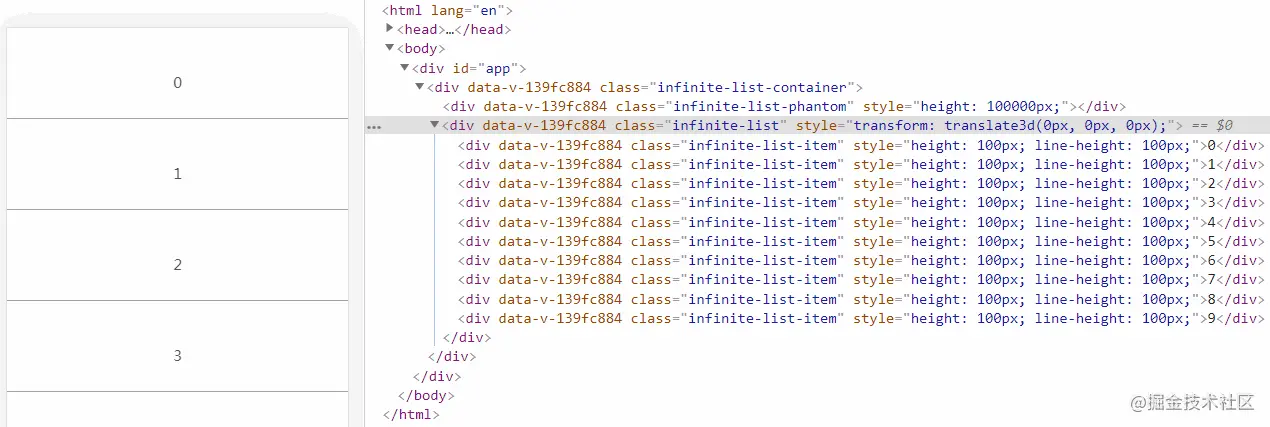 0
1
2
3
<html lang="en">
<head>…</head>
<body>
<div id="app">
<div data-v-139fc884 class="infinite-list-container">
<div data-v-139fc884 class="infinite-list-phantom" style="height: 100000px;"></div>
<div data-v-139fc884 class="infinite-list" style="transform: translate3d(0px, 0px, 0px);"> == $0
<div data-v-139fc884 class="infinite-list-item" style="height: 100px; line-height: 100px;">0</div>
<div data-v-139fc884 class="infinite-list-item" style="height: 100px; line-height: 100px;">1</div>
<div data-v-139fc884 class="infinite-list-item" style="height: 100px; line-height: 100px;">2</div>
<div data-v-139fc884 class="infinite-list-item" style="height: 100px; line-height: 100px;">3</div>
<div data-v-139fc884 class="infinite-list-item" style="height: 100px; line-height: 100px;">4</div>
<div data-v-139fc884 class="infinite-list-item" style="height: 100px; line-height: 100px;">5</div>
<div data-v-139fc884 class="infinite-list-item" style="height: 100px; line-height: 100px;">6</div>
<div data-v-139fc884 class="infinite-list-item" style="height: 100px; line-height: 100px;">7</div>
<div data-v-139fc884 class="infinite-list-item" style="height: 100px; line-height: 100px;">8</div>
<div data-v-139fc884 class="infinite-list-item" style="height: 100px; line-height: 100px;">9</div>
</div>
</div>
</div>
</body>
</html>
@掘金技术社区